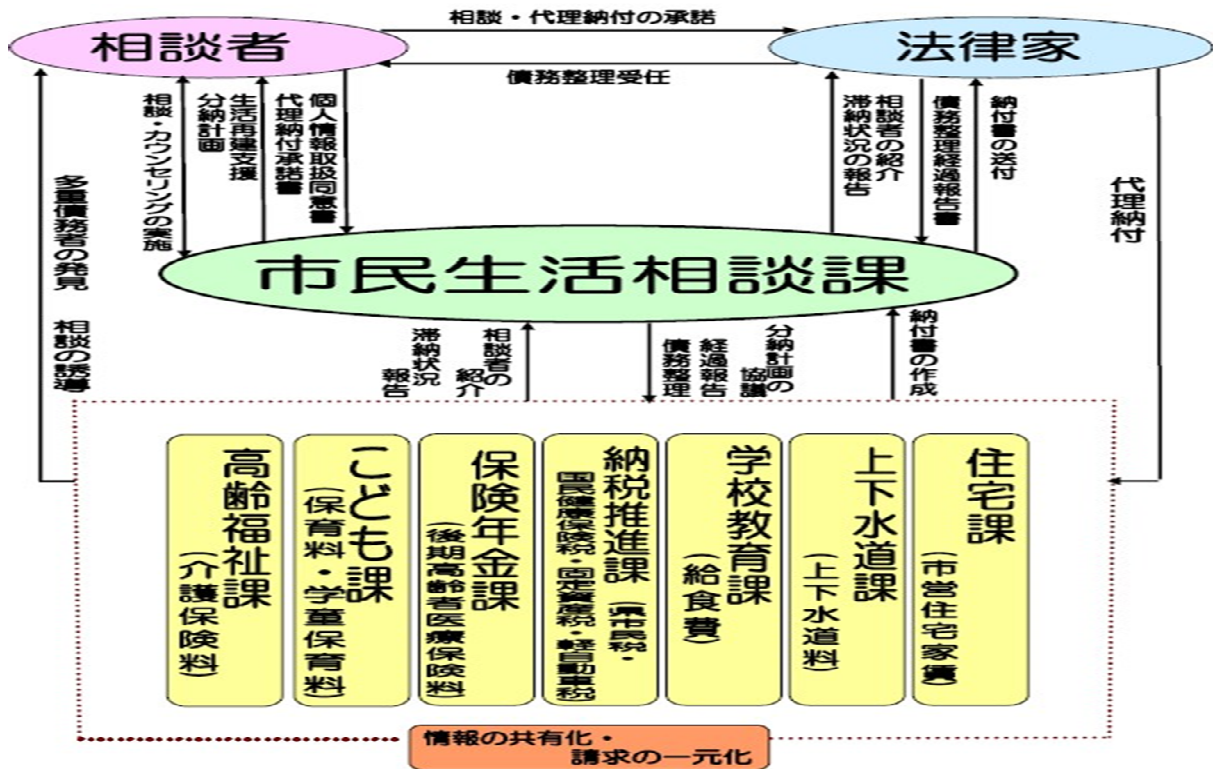 相談・代理納付の承諾
相談者
法律家
債務整理受任
相談・カウンセリングの実施
分納計画
生活再建支援
代理納付承諾書
個人情報取扱同意書
滞納状況の報告
相談者の紹介
債務整理経過報告書
納付書の送付
代理納付
多重債務者の発見 相談の誘導
市民生活相談課
相談者の
紹介
滞納状況
報告
分納計画の
協議
経過報告
債務整理
納付書の作成
高齢福祉課
(介護保険料)
こども課
(保育料・学童保育料)
保険年金課
(後期高齢者医療保険料)
納税推進課(県市民税・
国民健康保険税・固定資産税・軽自動車税)
学校教育課
(給食費)
上下水道課
(上下水道料)
住宅課
(市営住宅家賃)
情報の共有化・
請求の一元化